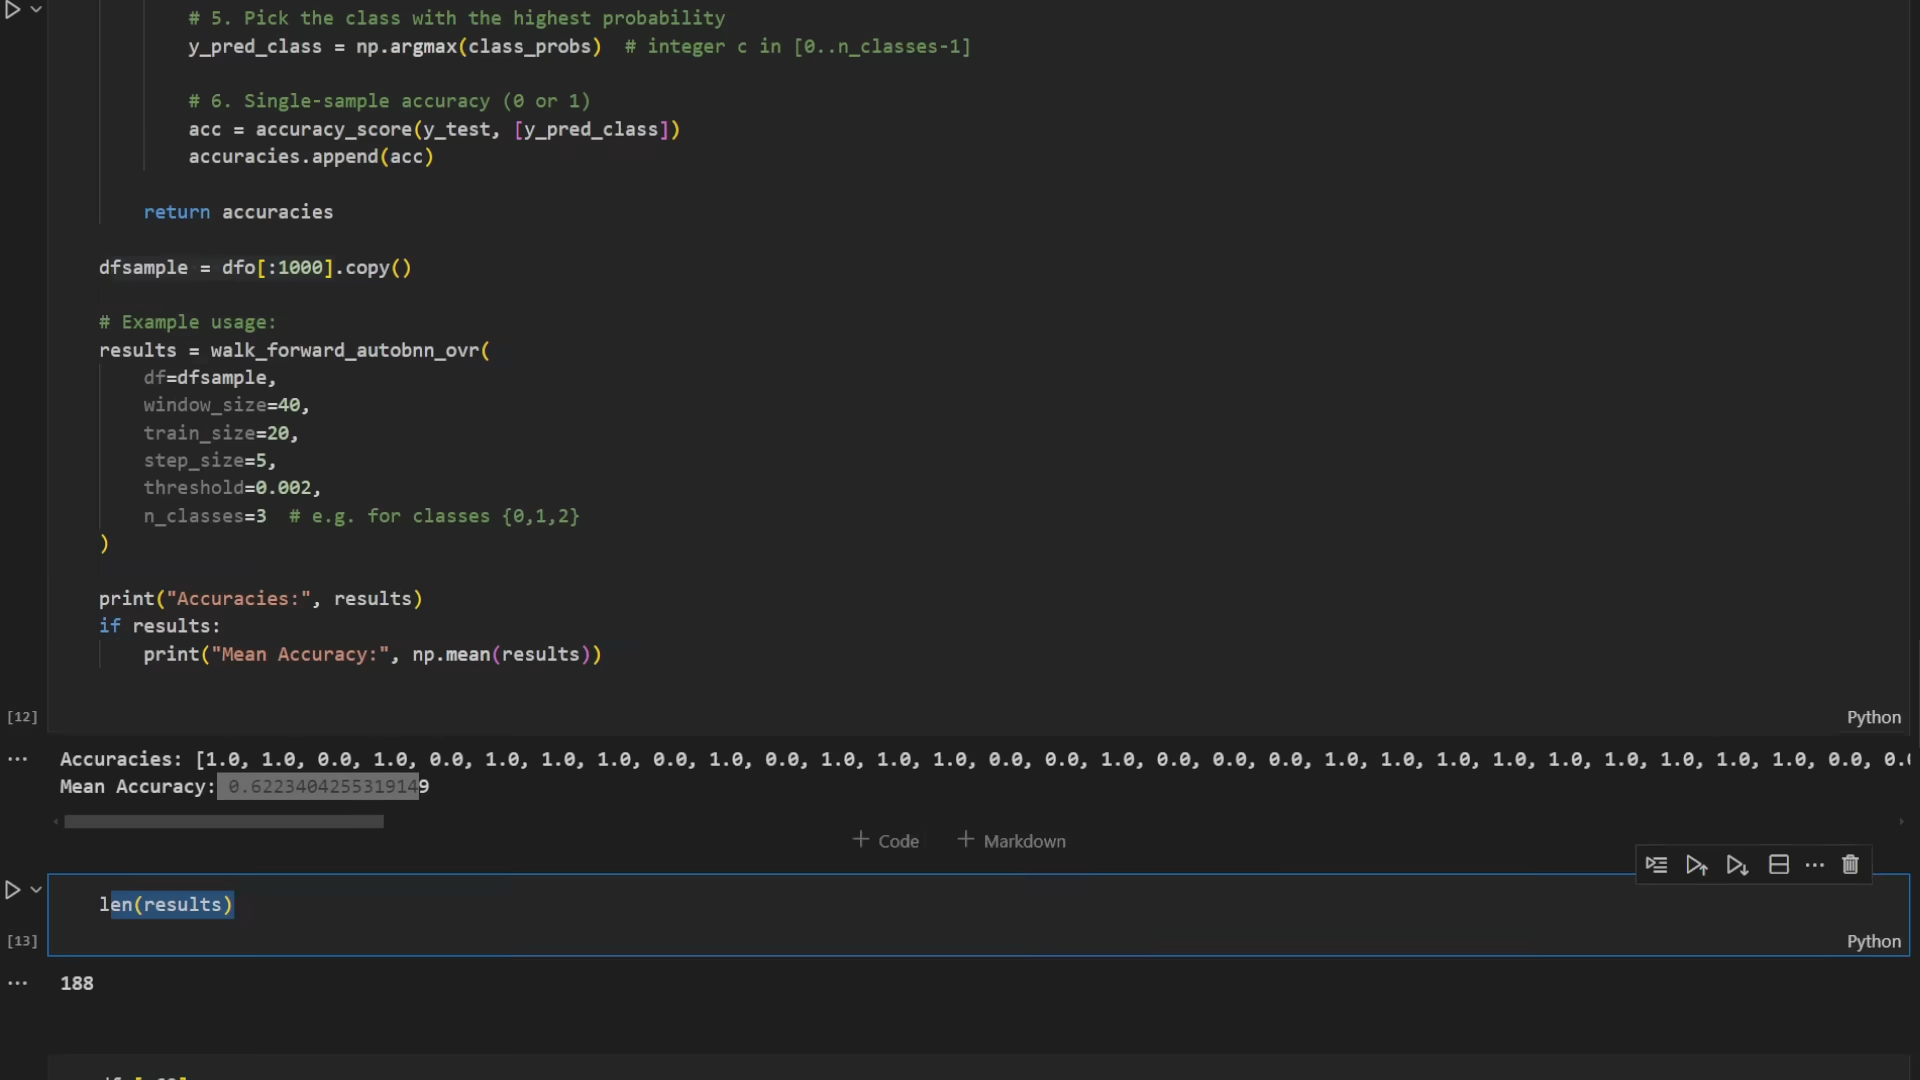 # 5. Pick the class with the highest probability
y_pred_class = np.argmax(class_probs)  # integer c in [0..n_classes-1]
# 6. Single-sample accuracy (0 or 1)
acc = accuracy_score(y_test, [y_pred_class])
accuracies.append(acc)
return accuracies
dfsample = dfo[:1000].copy()
# Example usage:
results = walk_forward_autobnn_ovr(
df=dfsample,
window_size=40,
train_size=20,
step_size=5,
threshold=0.002,
n_classes=3  # e.g. for classes {0,1,2}
)
print("Accuracies:", results)
if results:
print("Mean Accuracy:", np.mean(results))
[12]
Python
Accuracies: [1.0, 1.0, 0.0, 1.0, 0.0, 1.0, 1.0, 1.0, 0.0, 1.0, 0.0, 1.0, 1.0, 1.0, 0.0, 0.0, 1.0, 0.0, 0.0, 0.0, 1.0, 1.0, 1.0, 1.0, 1.0, 1.0, 1.0, 1.0, 1.0, 0.0,
Mean Accuracy: 0.6223404255319149
+ Code + Markdown
len(results)
[13]
Python
188